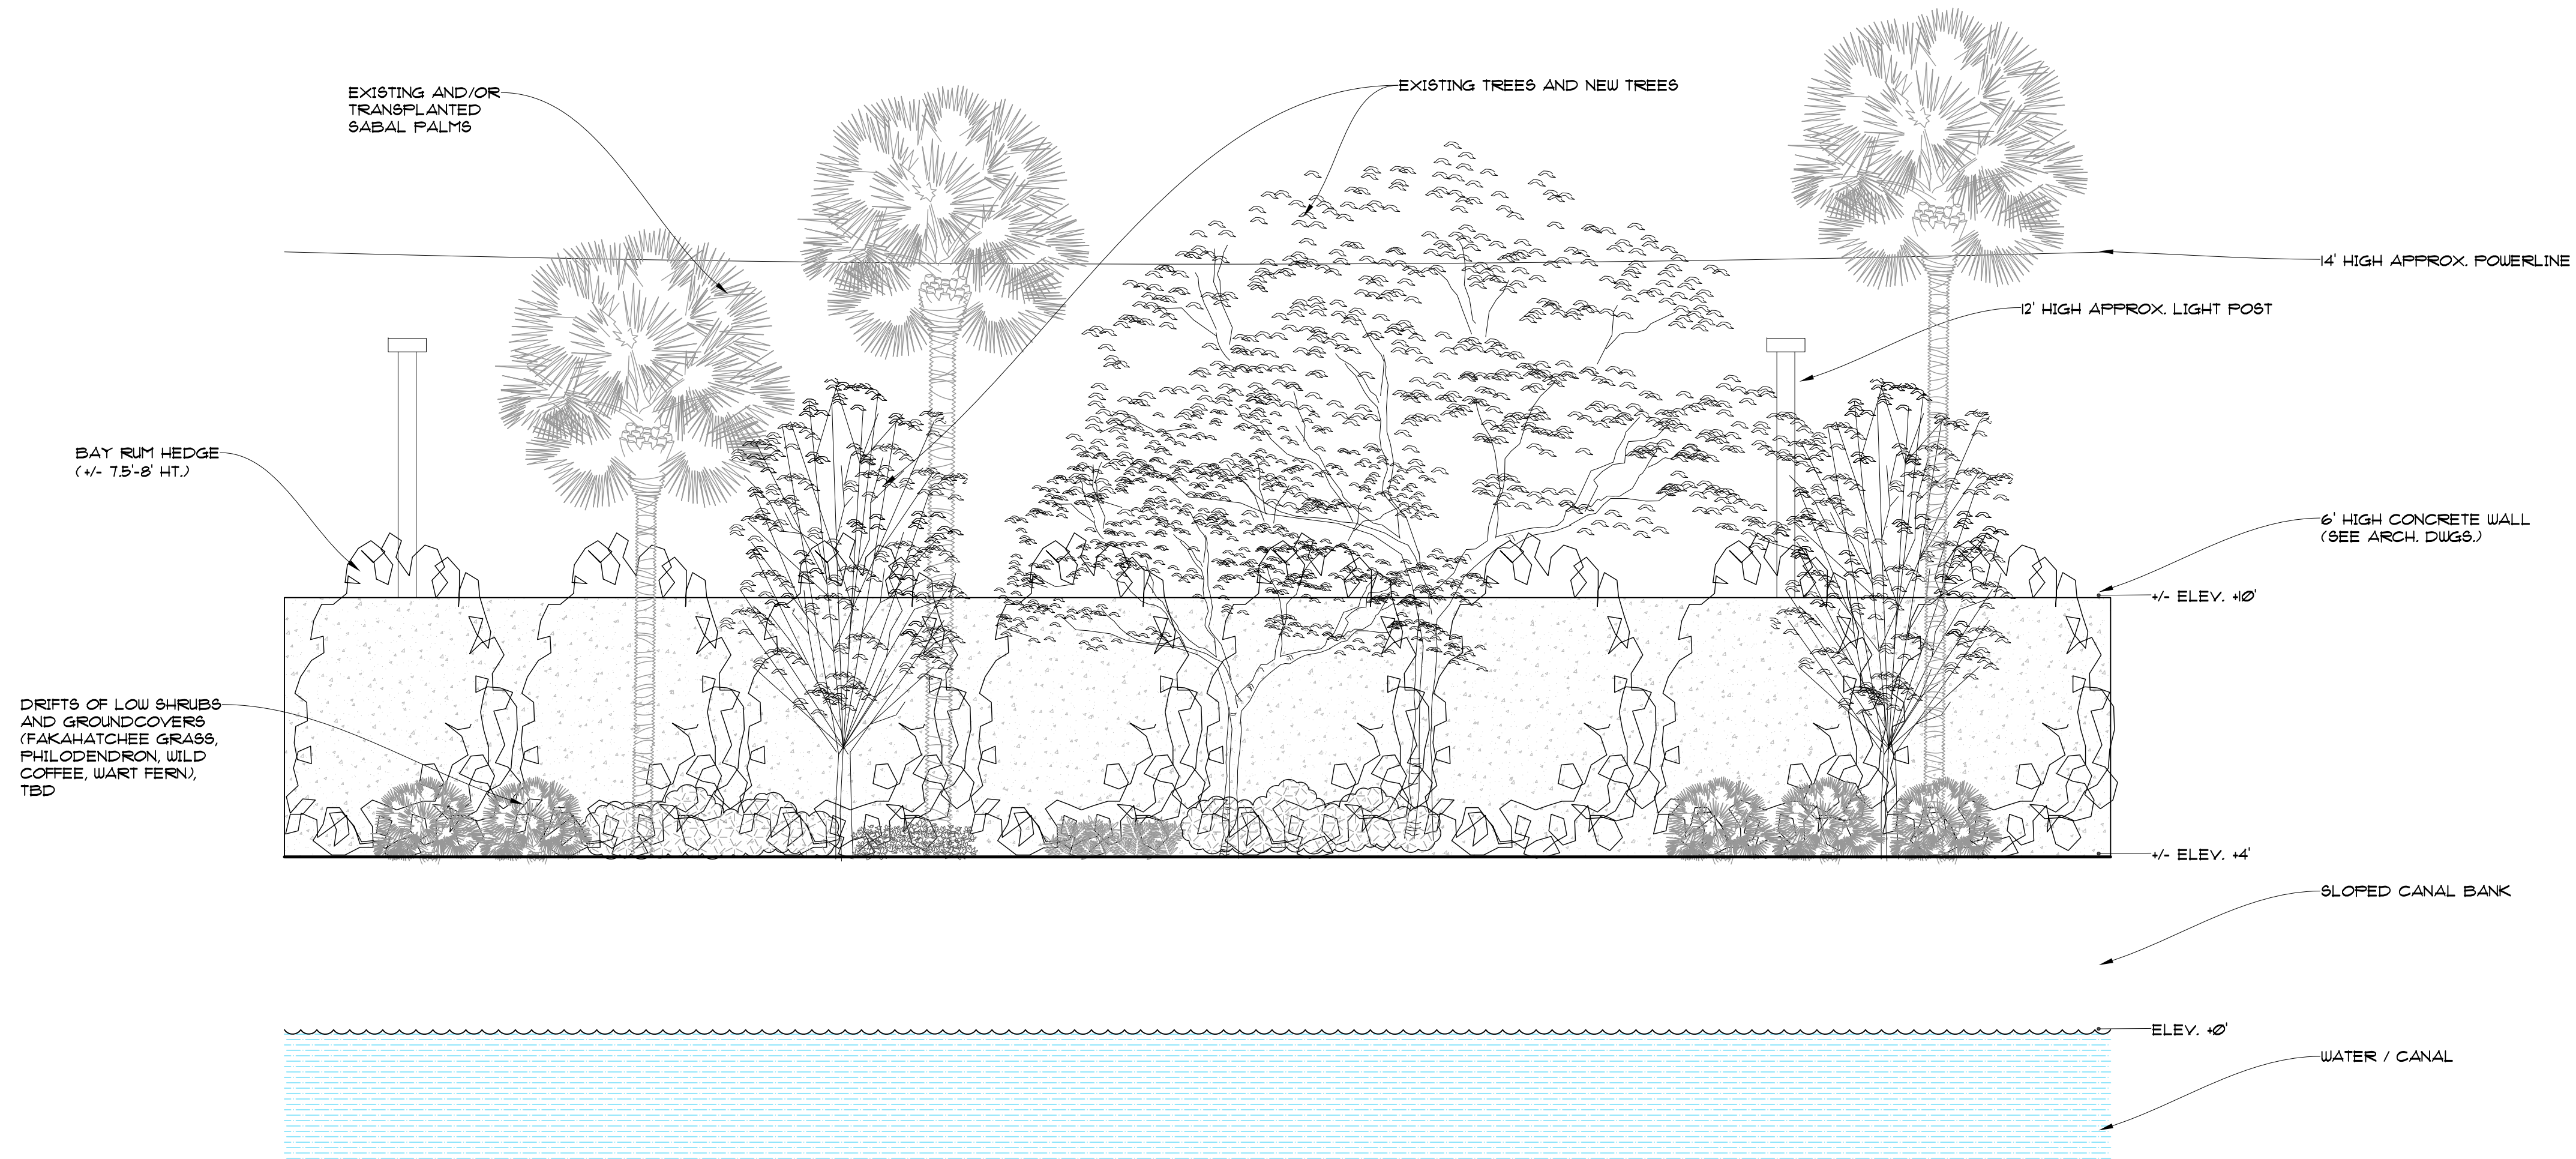 EXISTING AND/OR
TRANSPLANTED
SABAL PALMS
EXISTING TREES AND NEW TREES
14' HIGH APPROX. POWERLINE
12' HIGH APPROX. LIGHT POST
BAY RUM HEDGE
(+/- 7.5'-8' HT.)
6' HIGH CONCRETE WALL
(SEE ARCH. DWGS.)
+/- ELEV. +10'
DRIFTS OF LOW SHRUBS
AND GROUNDCOVERS
(FAKAHATCHEE GRASS,
PHILODENDRON, WILD
COFFEE, WART FERN),
TBD
+/- ELEV. +4'
SLOPED CANAL BANK
ELEV. +0'
WATER / CANAL